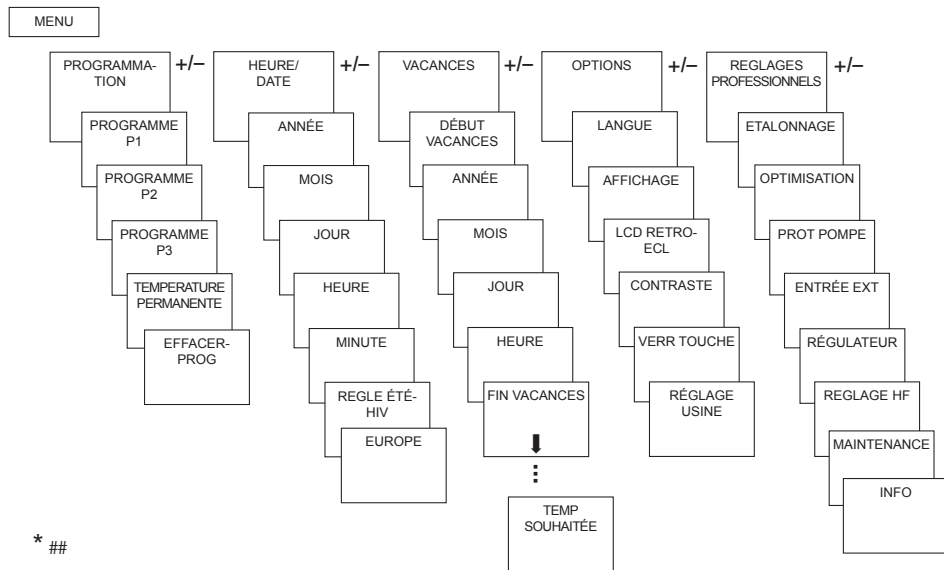 MENU
PROGRAMMA-
TION
+/–
PROGRAMME
P1
PROGRAMME
P2
PROGRAMME
P3
TEMPERATURE
PERMANENTE
EFFACER-
PROG
HEURE/
DATE
+/–
ANNÉE
MOIS
JOUR
HEURE
MINUTE
REGLE ÉTÉ-
HIV
EUROPE
VACANCES
+/–
DÉBUT
VACANCES
ANNÉE
MOIS
JOUR
HEURE
FIN VACANCES
TEMP
SOUHAITÉE
OPTIONS
+/–
LANGUE
AFFICHAGE
LCD RETRO-
ECL
CONTRASTE
VERR TOUCHE
RÉGLAGE
USINE
REGLAGES
PROFESSIONNELS
+/–
ETALONNAGE
OPTIMISATION
PROT POMPE
ENTRÉE EXT
RÉGULATEUR
REGLAGE HF
MAINTENANCE
INFO
* ##